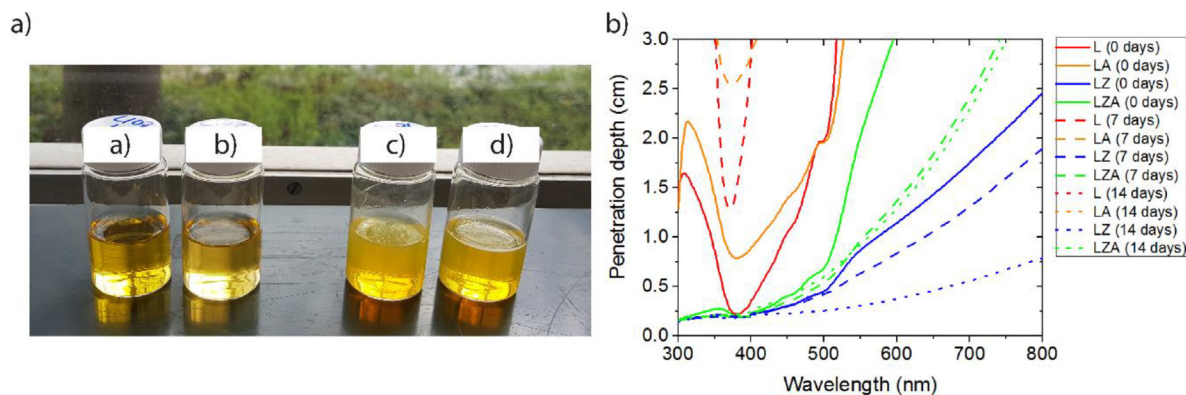 a)
a)
b)
c)
d)
b)
Penetration depth (cm)
3.0
2.5
2.0
1.5
1.0
0.5
0.0
300
400
500
600
700
800
Wavelength (nm)
L (0 days)
LA (0 days)
LZ (0 days)
LZA (0 days)
L (7 days)
LA (7 days)
LZ (7 days)
LZA (7 days)
L (14 days)
LA (14 days)
LZ (14 days)
LZA (14 days)